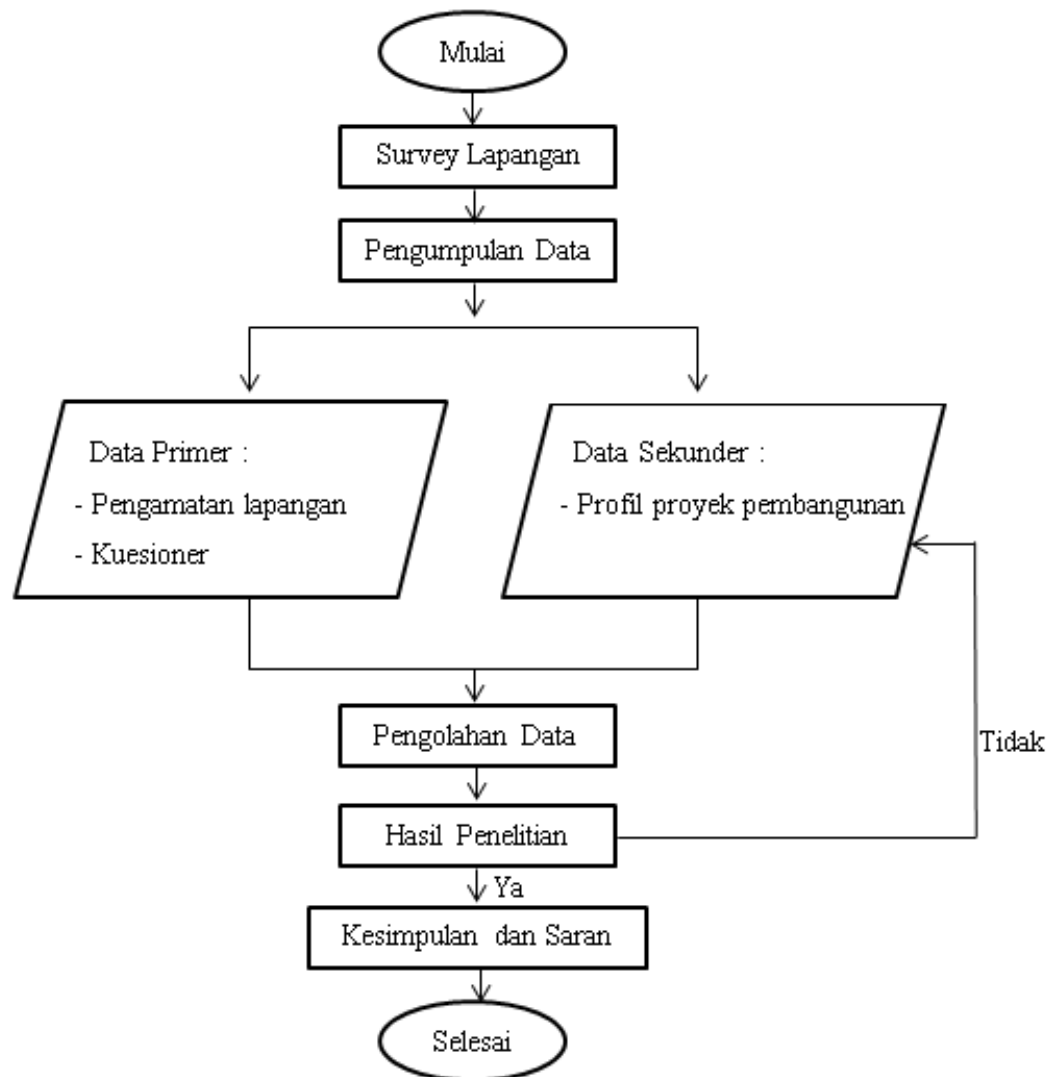 Mulai
Survey Lapangan
Pengumpulan Data
Data Primer :
- Pengamatan lapangan
- Kuesioner
Data Sekunder :
- Profil proyek pembangunan
Pengolahan Data
Tidak
Hasil Penelitian
Ya
Kesimpulan dan Saran
Selesai